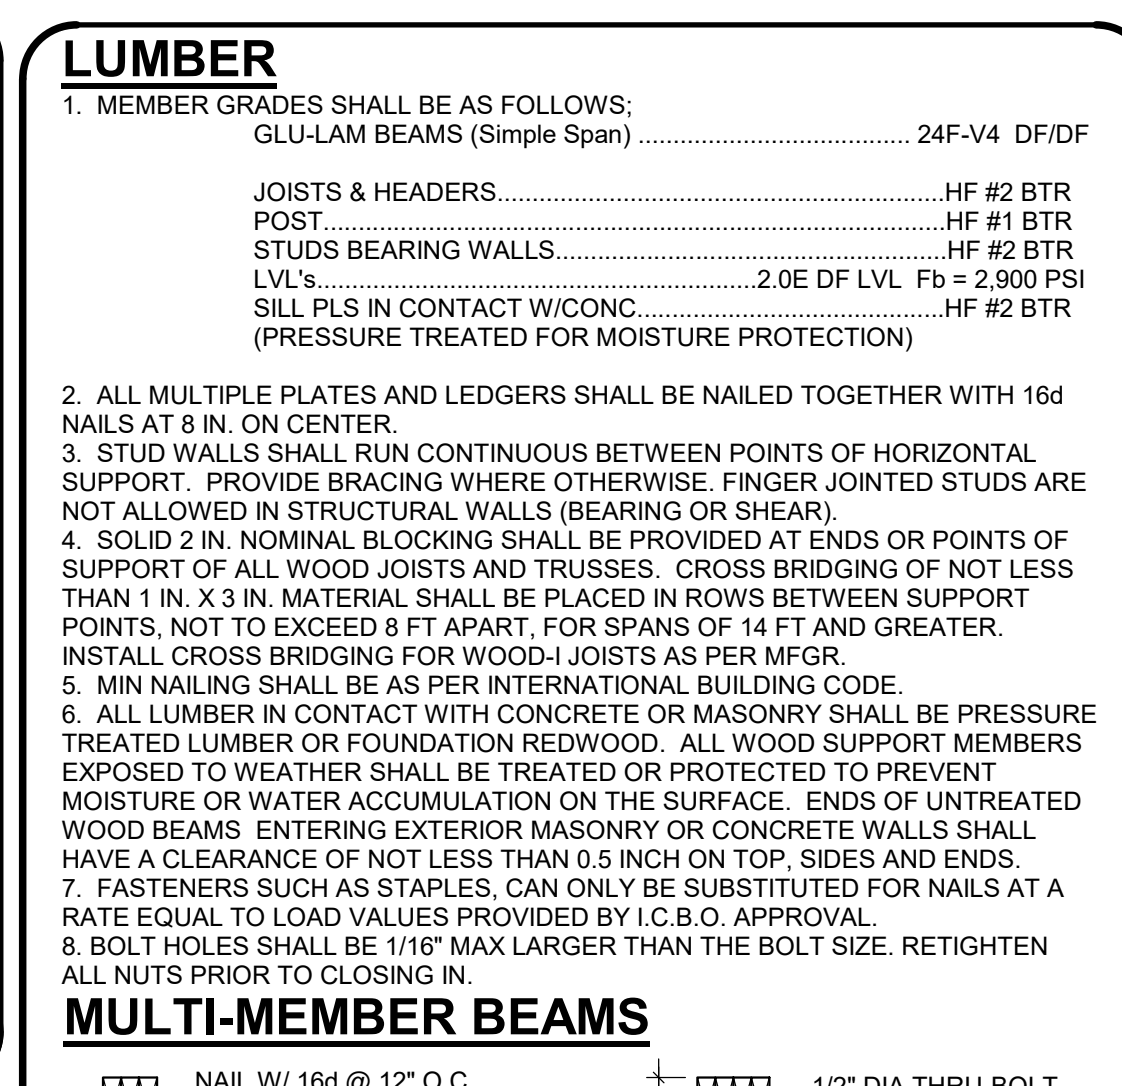 LUMBER
1. MEMBER GRADES SHALL BE AS FOLLOWS;
GLU-LAM BEAMS (Simple Span) ....................................... 24F-V4 DF/DF
JOISTS & HEADERS................................................................HF #2 BTR
POST.........................................................................................HF #1 BTR
STUDS BEARING WALLS........................................................HF #2 BTR
LVL's...............................................................2.0E DF LVL Fb = 2,900 PSI
SILL PLS IN CONTACT W/CONC............................................HF #2 BTR
(PRESSURE TREATED FOR MOISTURE PROTECTION)
2. ALL MULTIPLE PLATES AND LEDGERS SHALL BE NAILED TOGETHER WITH 16d
NAILS AT 8 IN. ON CENTER.
3. STUD WALLS SHALL RUN CONTINUOUS BETWEEN POINTS OF HORIZONTAL
SUPPORT. PROVIDE BRACING WHERE OTHERWISE. FINGER JOINTED STUDS ARE
NOT ALLOWED IN STRUCTURAL WALLS (BEARING OR SHEAR).
4. SOLID 2 IN. NOMINAL BLOCKING SHALL BE PROVIDED AT ENDS OR POINTS OF
SUPPORT OF ALL WOOD JOISTS AND TRUSSES. CROSS BRIDGING OF NOT LESS
THAN 1 IN. X 3 IN. MATERIAL SHALL BE PLACED IN ROWS BETWEEN SUPPORT
POINTS, NOT TO EXCEED 8 FT APART, FOR SPANS OF 14 FT AND GREATER.
INSTALL CROSS BRIDGING FOR WOOD-I JOISTS AS PER MFGR.
5. MIN NAILING SHALL BE AS PER INTERNATIONAL BUILDING CODE.
6. ALL LUMBER IN CONTACT WITH CONCRETE OR MASONRY SHALL BE PRESSURE
TREATED LUMBER OR FOUNDATION REDWOOD. ALL WOOD SUPPORT MEMBERS
EXPOSED TO WEATHER SHALL BE TREATED OR PROTECTED TO PREVENT
MOISTURE OR WATER ACCUMULATION ON THE SURFACE. ENDS OF UNTREATED
WOOD BEAMS ENTERING EXTERIOR MASONRY OR CONCRETE WALLS SHALL
HAVE A CLEARANCE OF NOT LESS THAN 0.5 INCH ON TOP, SIDES AND ENDS.
7. FASTENERS SUCH AS STAPLES, CAN ONLY BE SUBSTITUTED FOR NAILS AT A
RATE EQUAL TO LOAD VALUES PROVIDED BY I.C.B.O. APPROVAL.
8. BOLT HOLES SHALL BE 1/16" MAX LARGER THAN THE BOLT SIZE. RETIGHTEN
ALL NUTS PRIOR TO CLOSING IN.
MULTI-MEMBER BEAMS
NAIL W/ 16d @ 12" O.C.
1/2" DIA THRU BOLT